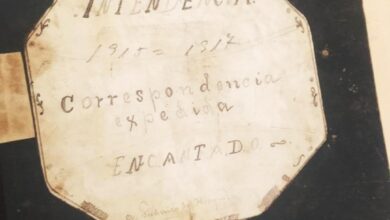 INTENDENCIA
1915 = 1917
Correspondencia
expedida
ENCANTADO